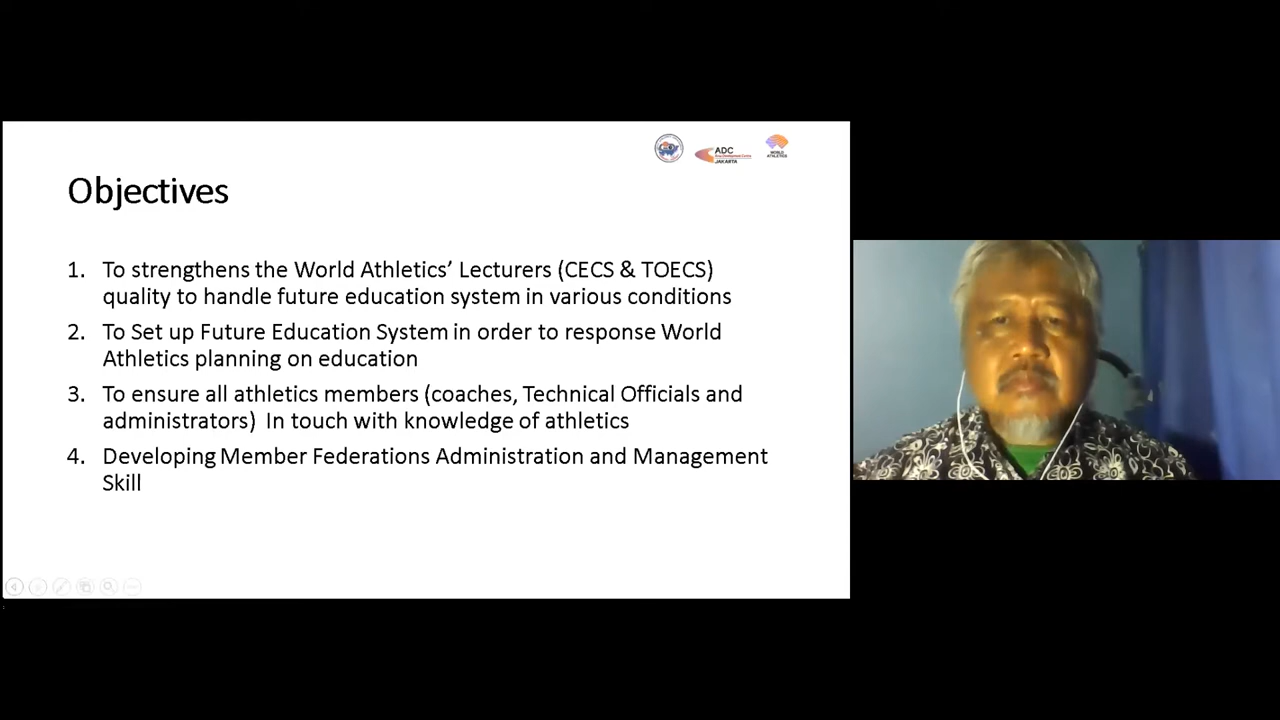 ADC
JAKARTA
WORLD
ATHLETICS
Objectives
1. To strengthens the World Athletics’ Lecturers (CECS & TOECS)
quality to handle future education system in various conditions
2. To Set up Future Education System in order to response World
Athletics planning on education
3. To ensure all athletics members (coaches, Technical Officials and
administrators)  In touch with knowledge of athletics
4. Developing Member Federations Administration and Management
Skill